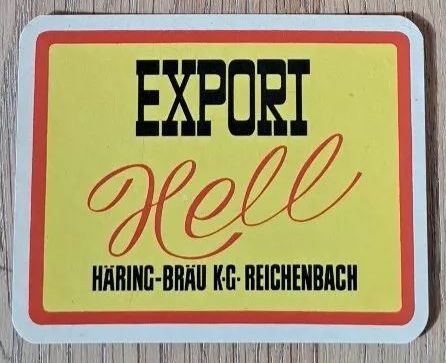 EXPORT
Hell
HÄRING-BRÄU K·G· REICHENBACH